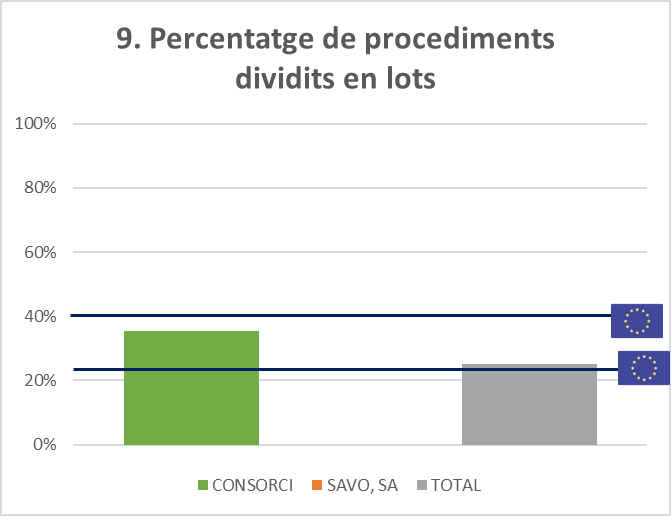 9. Percentatge de procediments
dividits en lots
100%
80%
60%
40%
20%
0%
CONSORCI SAVO, SA TOTAL